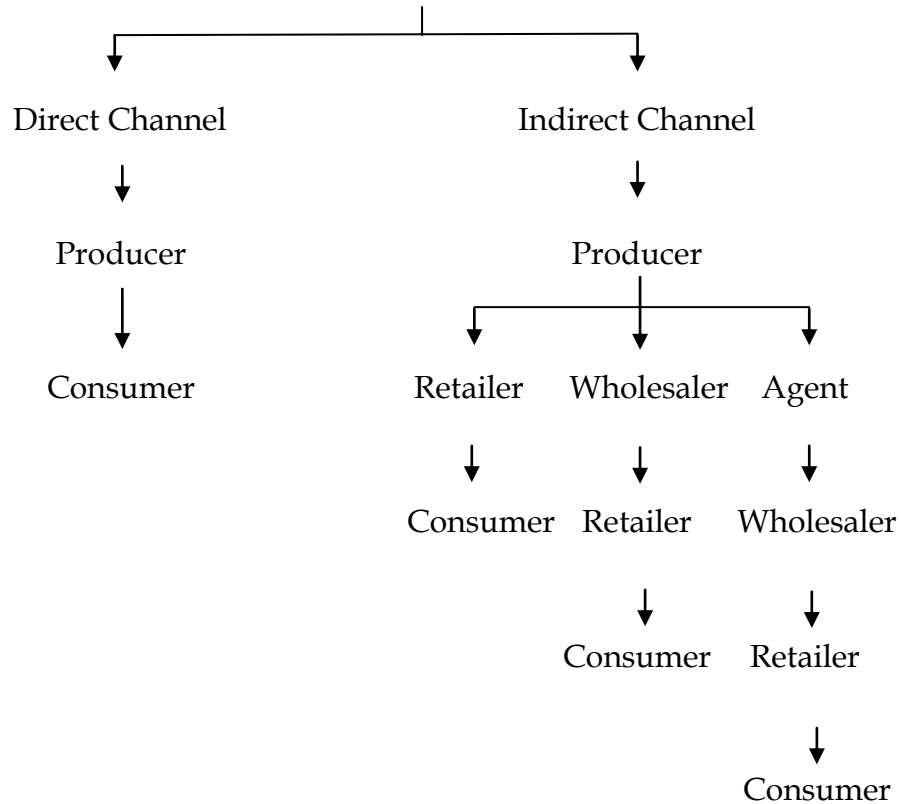 Direct Channel Indirect Channel
Producer Producer
Consumer Retailer Wholesaler Agent
Consumer Retailer Wholesaler
Consumer Retailer
Consumer